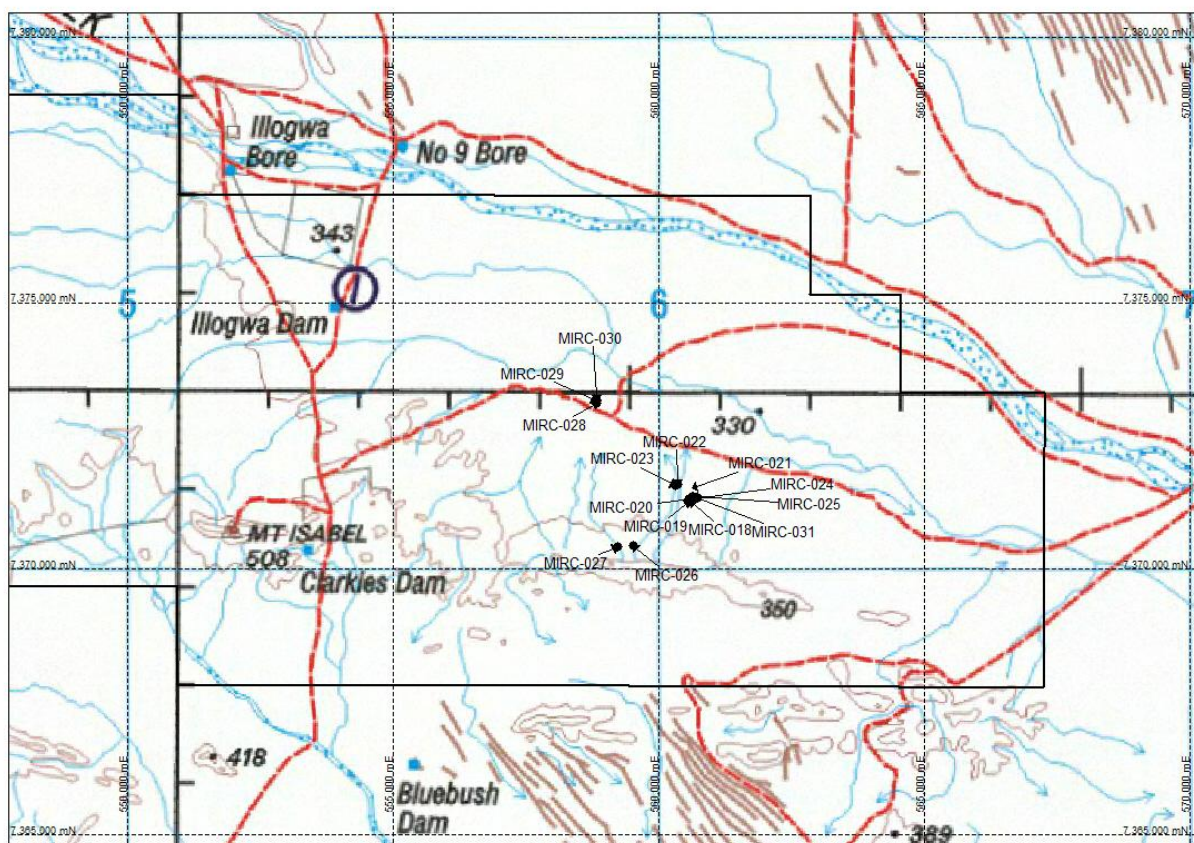 7,380,000 mN
7,380,000 mN
550,000 mE
555,000 mE
560,000 mE
565,000 mE
570,000 mE
Illogwa
Bore
No 9 Bore
343
7,375,000 mN
5
6
7,375,000 mN
Illogwa Dam
MIRC-030
MIRC-029
MIRC-028
330
MIRC-022
MIRC-023
MIRC-021
MIRC-024
MIRC-020
MIRC-025
MIRC-019
MIRC-018
MIRC-031
MT ISABEL
508
MIRC-027
MIRC-026
7,370,000 mN
7,370,000 mN
Clarkies Dam
350
418
Bluebush
Dam
550,000 mE
555,000 mE
560,000 mE
565,000 mE
570,000 mE
7,365,000 mN
389
7,365,000 mN